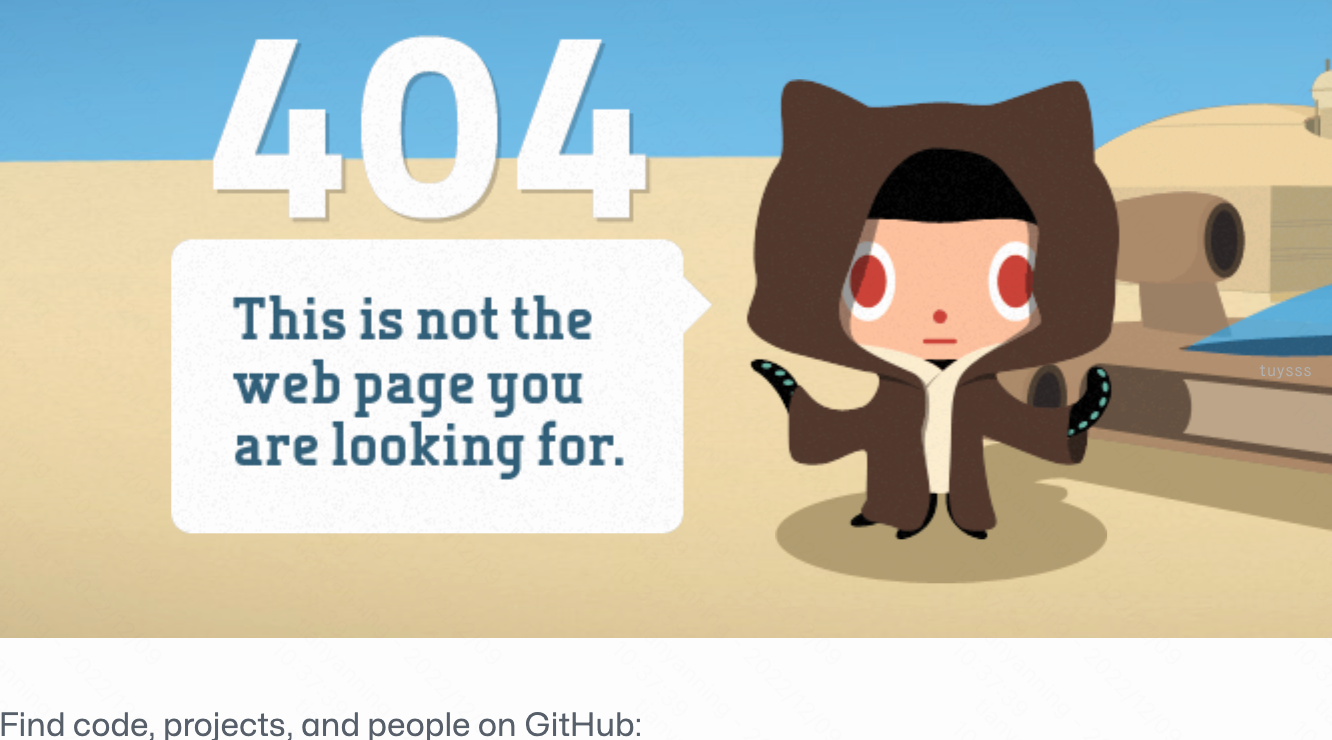 404
This is not the
web page you
are looking for.
tuysss
Find code, projects, and people on GitHub: